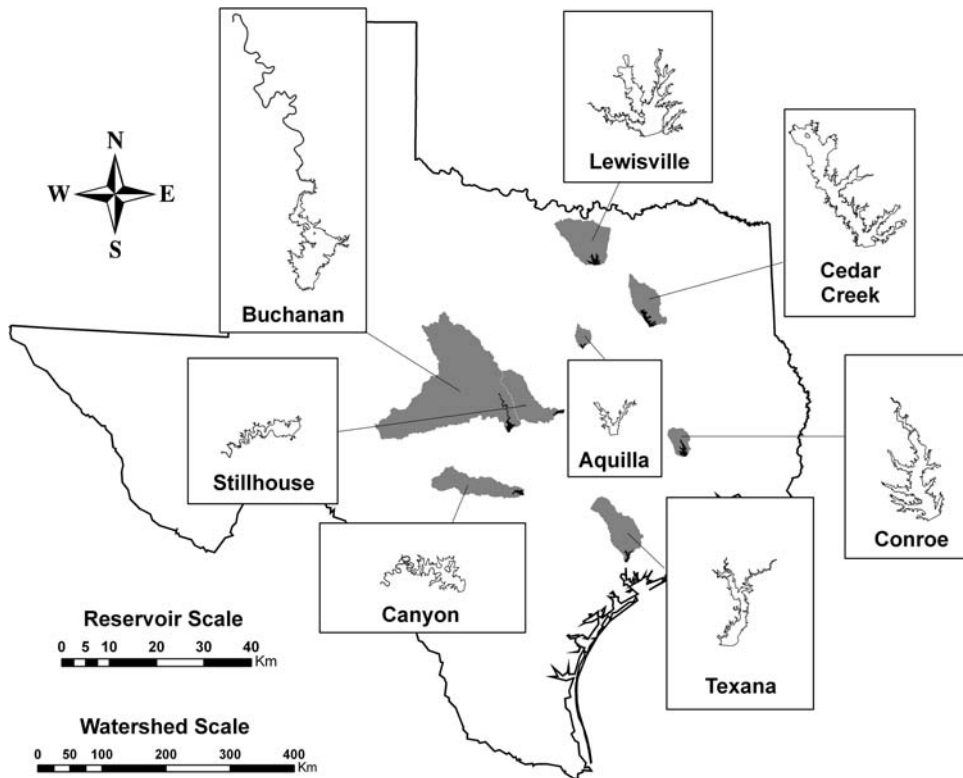 N
W E
S
Buchanan
Lewisville
Cedar
Creek
Stillhouse
Aquilla
Conroe
Canyon
Texana
Reservoir Scale
0 5 10 20 30 40 Km
Watershed Scale
0 50 100 200 300 400 Km